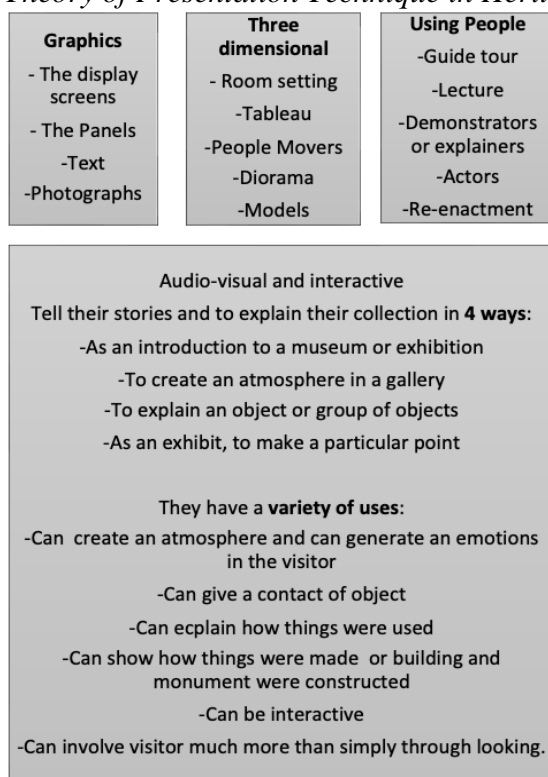 Theory of Presentation Technique in
Graphics
- The display
screens
- The Panels
-Text
-Photographs
Three
dimensional
- Room setting
-Tableau
-People Movers
-Diorama
-Models
Using People
-Guide tour
-Lecture
-Demonstrators
or explainers
-Actors
-Re-enactment
Audio-visual and interactive
Tell their stories and to explain their collection in 4 ways:
-As an introduction to a museum or exhibition
-To create an atmosphere in a gallery
-To explain an object or group of objects
-As an exhibit, to make a particular point
They have a variety of uses:
-Can create an atmosphere and can generate an emotions
in the visitor
-Can give a contact of object
-Can ecplain how things were used
-Can show how things were made or building and
monument were constructed
-Can be interactive
-Can involve visitor much more than simply through looking.